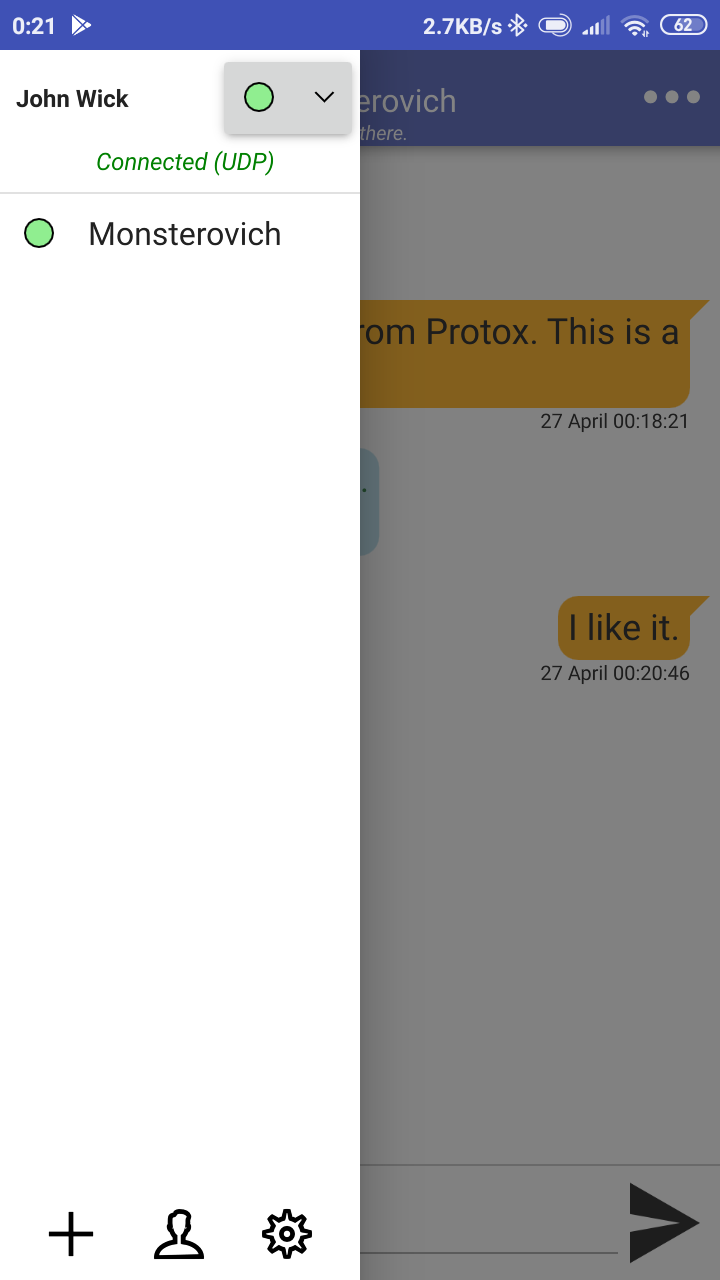 0:21 2.7KB/s 62
John Wick erovich
there.
Connected (UDP)
Monsterovich
rom Protox. This is a
27 April 00:18:21
.
I like it.
27 April 00:20:46